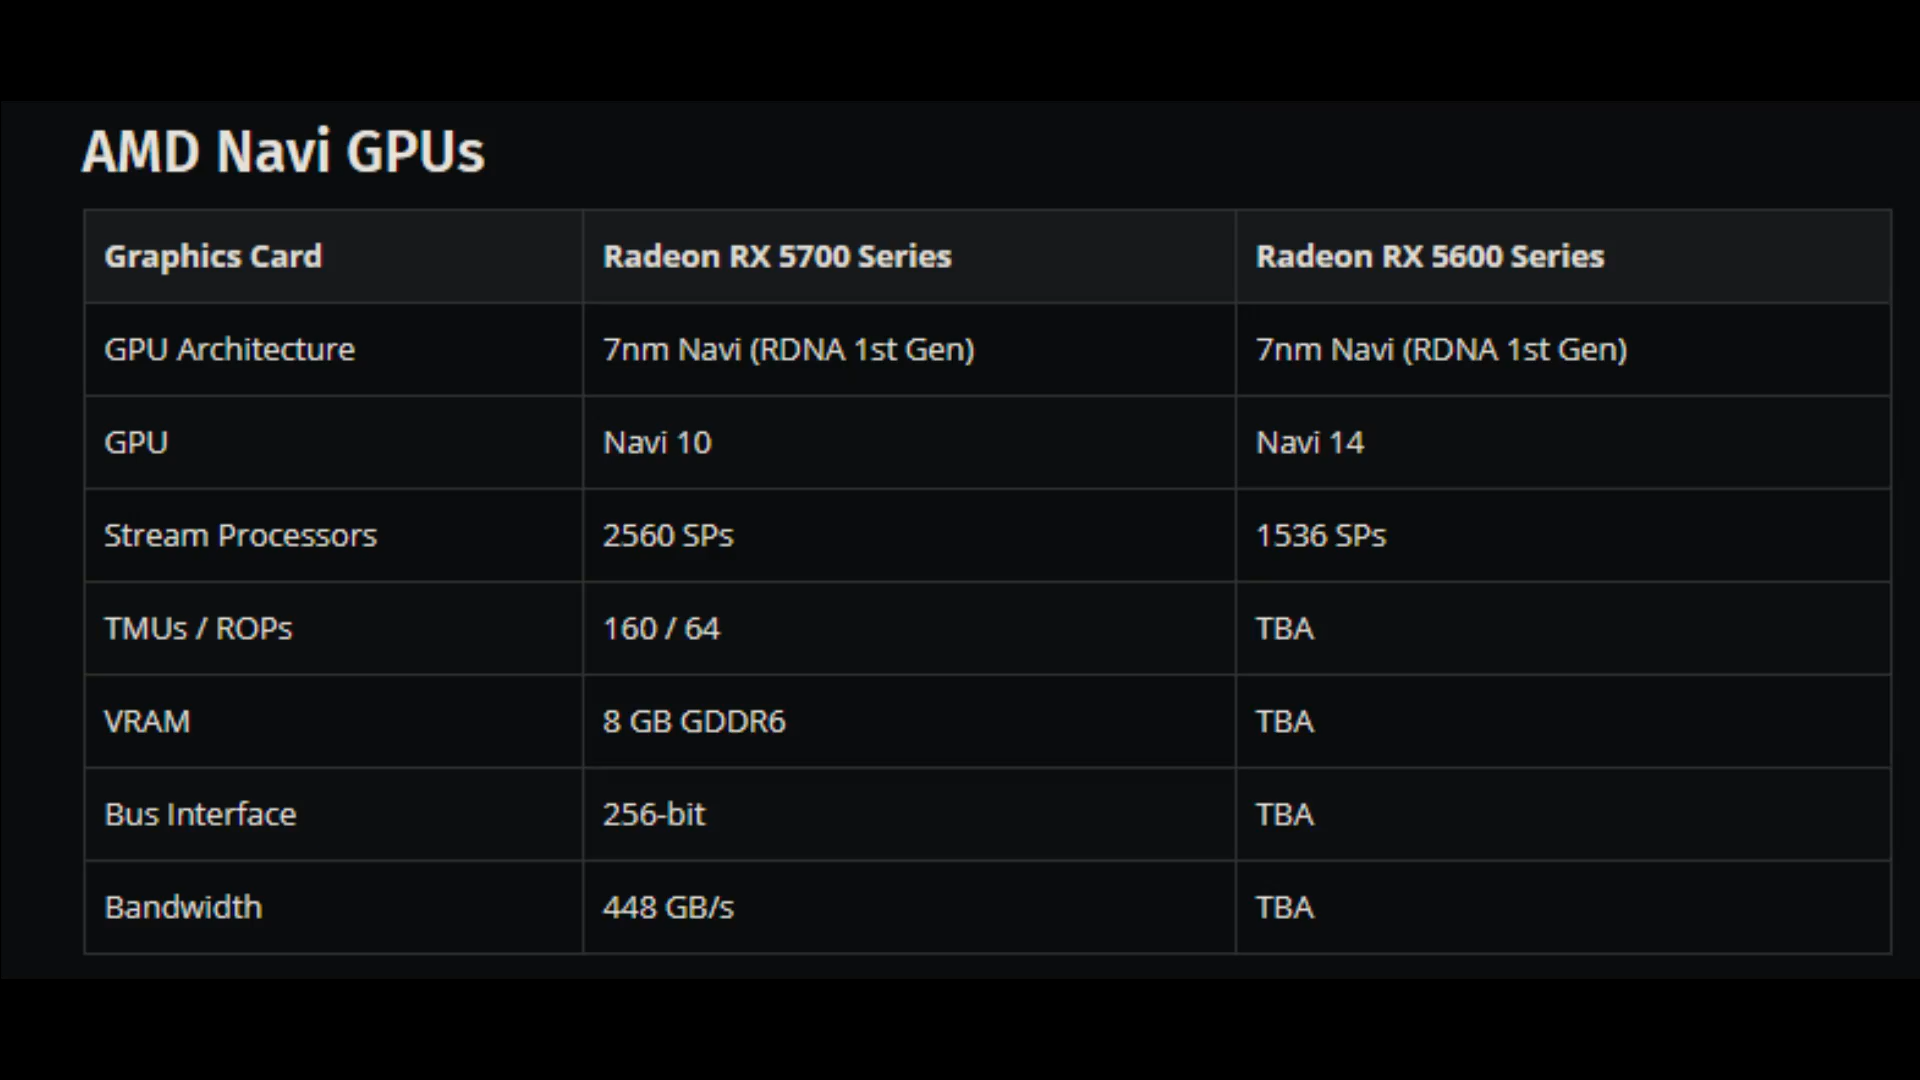 AMD Navi GPUs
Graphics Card Radeon RX 5700 Series Radeon RX 5600 Series
GPU Architecture 7nm Navi (RDNA 1st Gen) 7nm Navi (RDNA 1st Gen)
GPU Navi 10 Navi 14
Stream Processors 2560 SPs 1536 SPs
TMUs / ROPs 160 / 64 TBA
VRAM 8 GB GDDR6 TBA
Bus Interface 256-bit TBA
Bandwidth 448 GB/s TBA